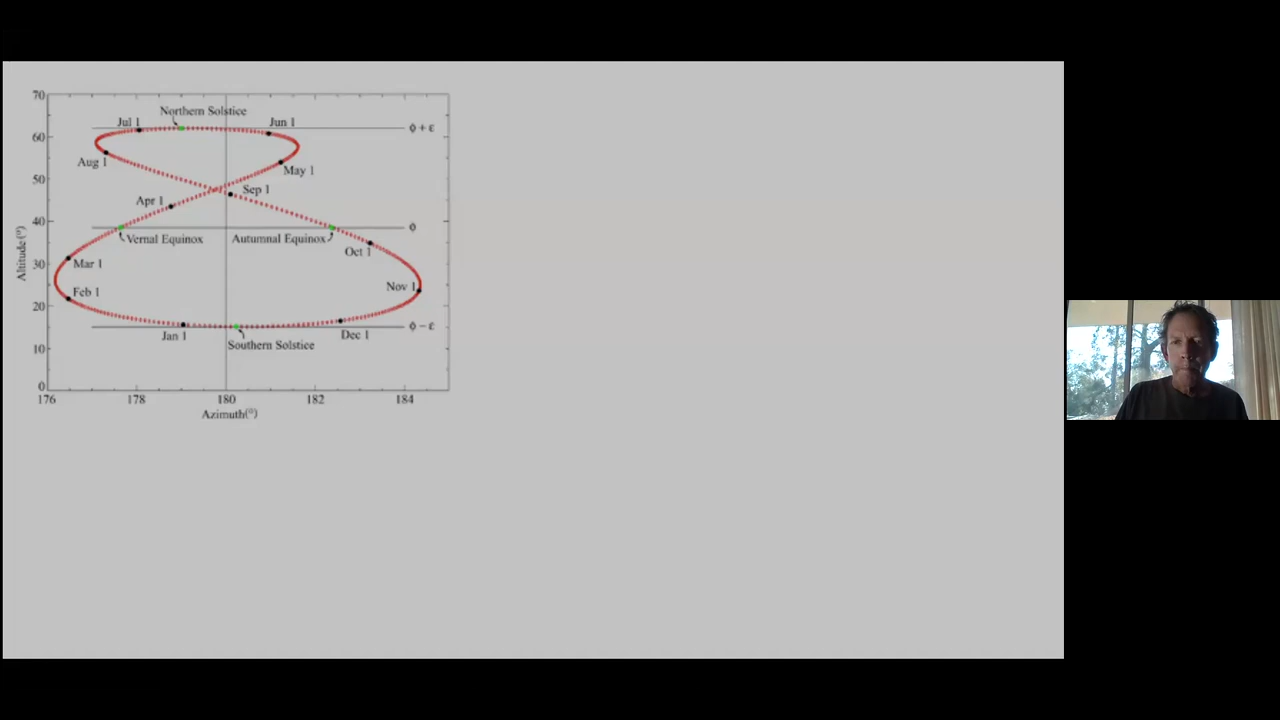 70
Northern Solstice
Jul 1
Jun 1
ϕ + ε
60
Aug 1
May 1
50
Sep 1
Apr 1
40
ϕ
Vernal Equinox
Autumnal Equinox
Oct 1
Altitude(°)
30
Mar 1
Feb 1
Nov 1
20
ϕ − ε
Jan 1
Dec 1
Southern Solstice
10
0
176
178
180
182
184
Azimuth(°)